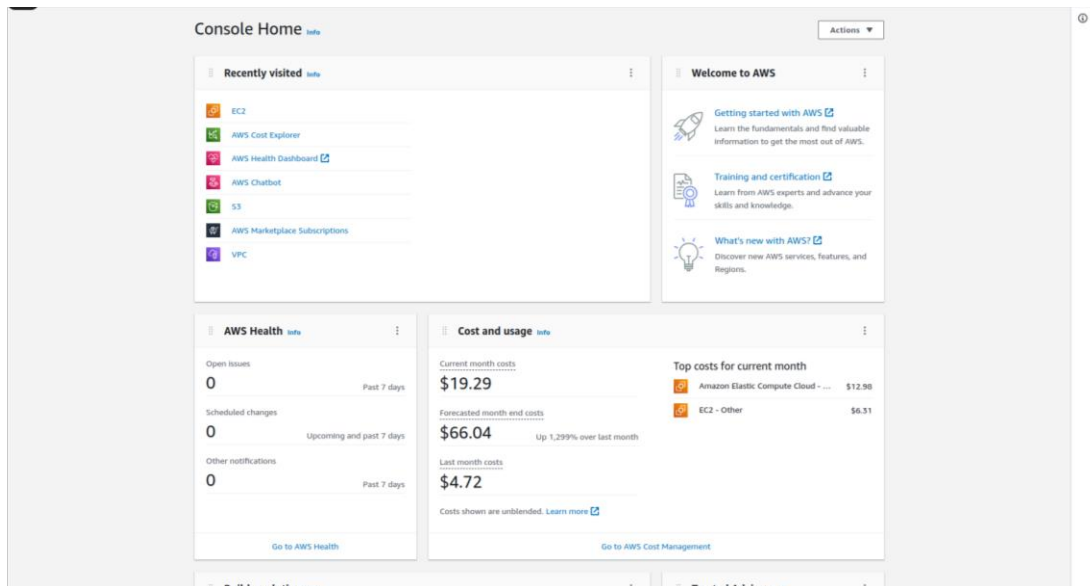 Console Home Info
Actions
Recently visited Info
EC2
AWS Cost Explorer
AWS Health Dashboard
AWS Chatbot
S3
AWS Marketplace Subscriptions
VPC
Welcome to AWS
Getting started with AWS
Learn the fundamentals and find valuable
information to get the most out of AWS.
Training and certification
Learn from AWS experts and advance your
skills and knowledge.
What's new with AWS?
Discover new AWS services, features, and
Regions.
AWS Health Info
Open issues
0 Past 7 days
Scheduled changes
0 Upcoming and past 7 days
Other notifications
0 Past 7 days
Go to AWS Health
Cost and usage Info
Current month costs
$19.29
Forecasted month end costs
$66.04 Up 1,299% over last month
Last month costs
$4.72
Costs shown are unblended. Learn more
Top costs for current month
Amazon Elastic Compute Cloud - ... $12.98
EC2 - Other $6.31
Go to AWS Cost Management